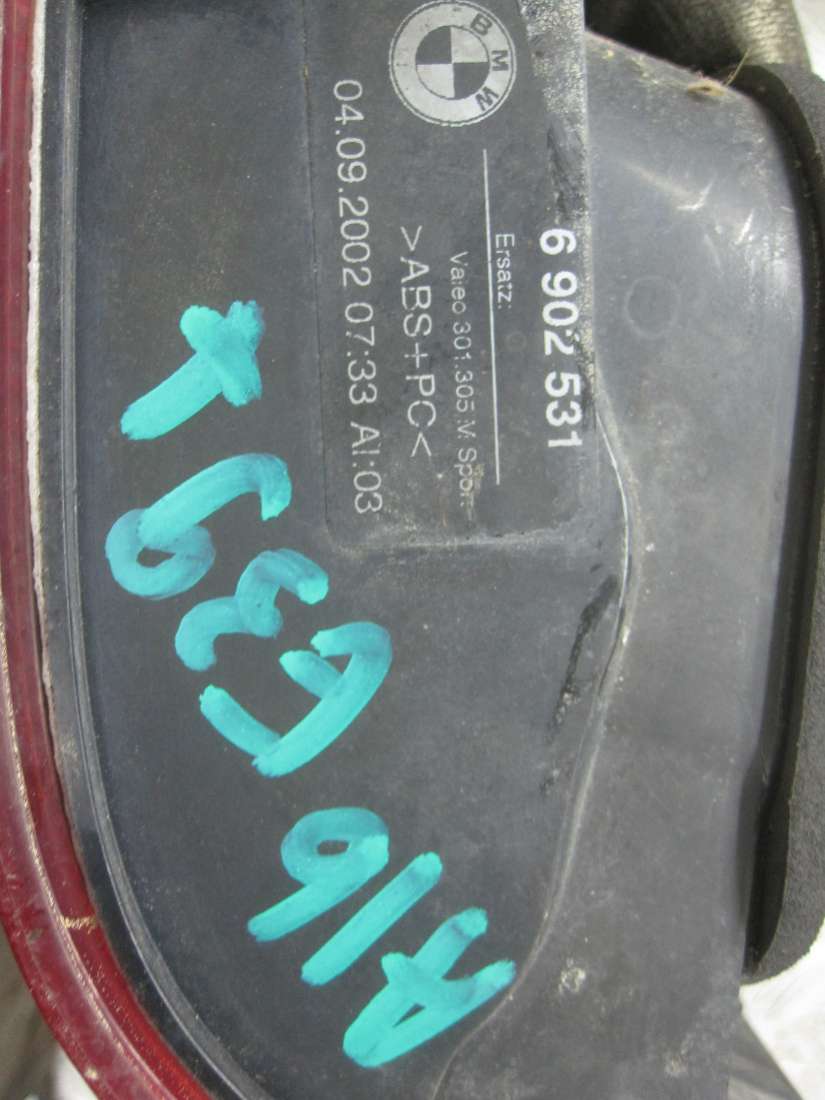 BMW
6 902 531
Ersatz:
Valeo 301.305 M Sport
>ABS+PC<
04.09.2002 07:33 AI:03
A16 E39 +